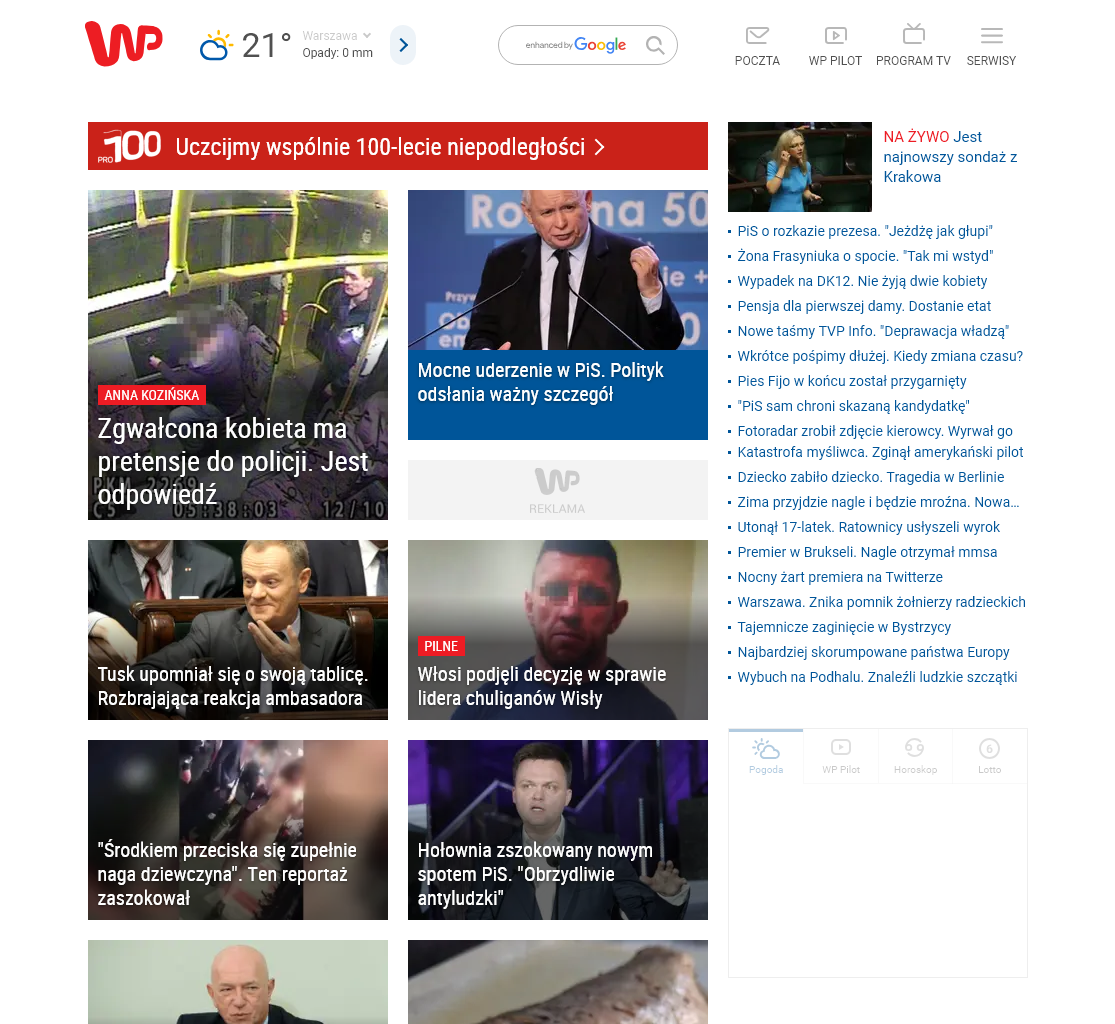 WP
21°
Warszawa
Opady: 0 mm
enhanced by Google
POCZTA
WP PILOT
PROGRAM TV
SERWISY
PRO 100
Uczcijmy wspólnie 100-lecie niepodległości
ANNA KOZIŃSKA
Zgwałcona kobieta ma
pretensje do policji. Jest
odpowiedź
05:38:03
12/10
Mocne uderzenie w PiS. Polityk
odsłania ważny szczegół
WP
REKLAMA
Tusk upomniał się o swoją tablicę.
Rozbrajająca reakcja ambasadora
PILNE
Włosi podjęli decyzję w sprawie
lidera chuliganów Wisły
"Środkiem przeciska się zupełnie
naga dziewczyna". Ten reportaż
zaszokował
Hołownia zszokowany nowym
spotem PiS. "Obrzydliwie
antyludzki"
NA ŻYWO Jest
najnowszy sondaż z
Krakowa
PiS o rozkazie prezesa. "Jeżdżę jak głupi"
Żona Frasyniuka o spocie. "Tak mi wstyd"
Wypadek na DK12. Nie żyją dwie kobiety
Pensja dla pierwszej damy. Dostanie etat
Nowe taśmy TVP Info. "Deprawacja władzą"
Wkrótce pośpimy dłużej. Kiedy zmiana czasu?
Pies Fijo w końcu został przygarnięty
"PiS sam chroni skazaną kandydatkę"
Fotoradar zrobił zdjęcie kierowcy. Wyrwał go
Katastrofa myśliwca. Zginął amerykański pilot
Dziecko zabiło dziecko. Tragedia w Berlinie
Zima przyjdzie nagle i będzie mroźna. Nowa...
Utonął 17-latek. Ratownicy usłyszeli wyrok
Premier w Brukseli. Nagle otrzymał mmsa
Nocny żart premiera na Twitterze
Warszawa. Znika pomnik żołnierzy radzieckich
Tajemnicze zaginięcie w Bystrzycy
Najbardziej skorumpowane państwa Europy
Wybuch na Podhalu. Znaleźli ludzkie szczątki
Pogoda
WP Pilot
Horoskop
6
Lotto